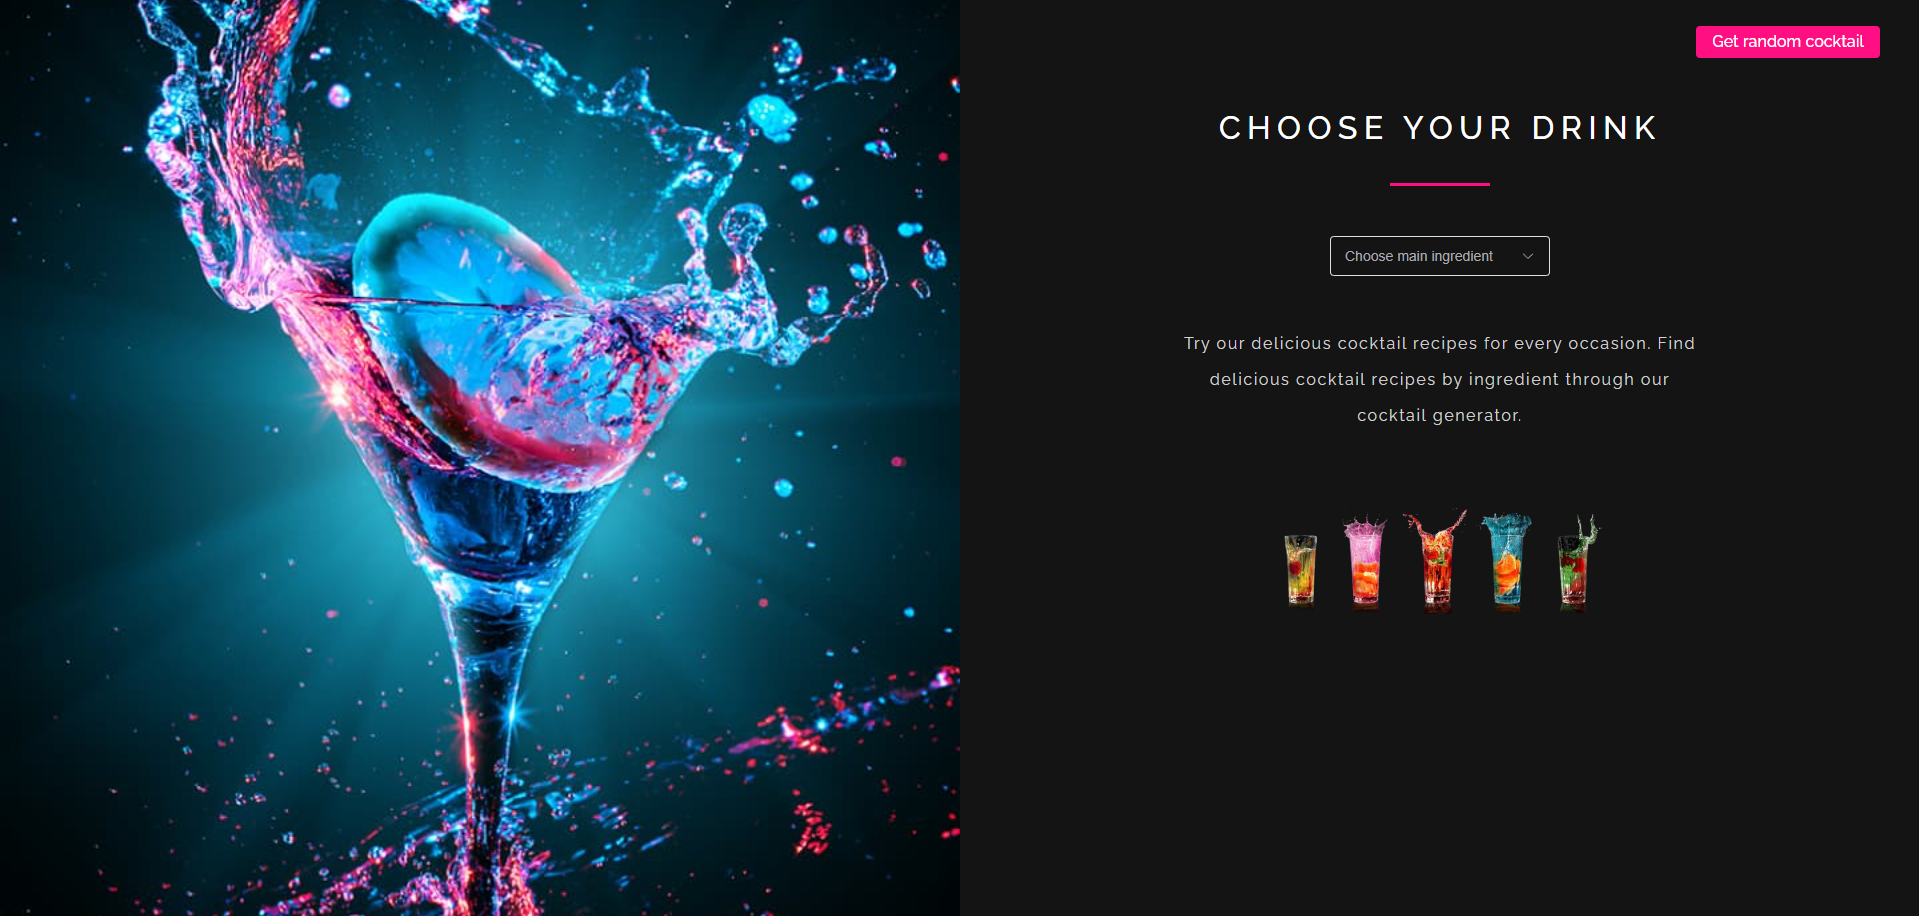 Get random cocktail
CHOOSE YOUR DRINK
Choose main ingredient
Try our delicious cocktail recipes for every occasion. Find
delicious cocktail recipes by ingredient through our
cocktail generator.